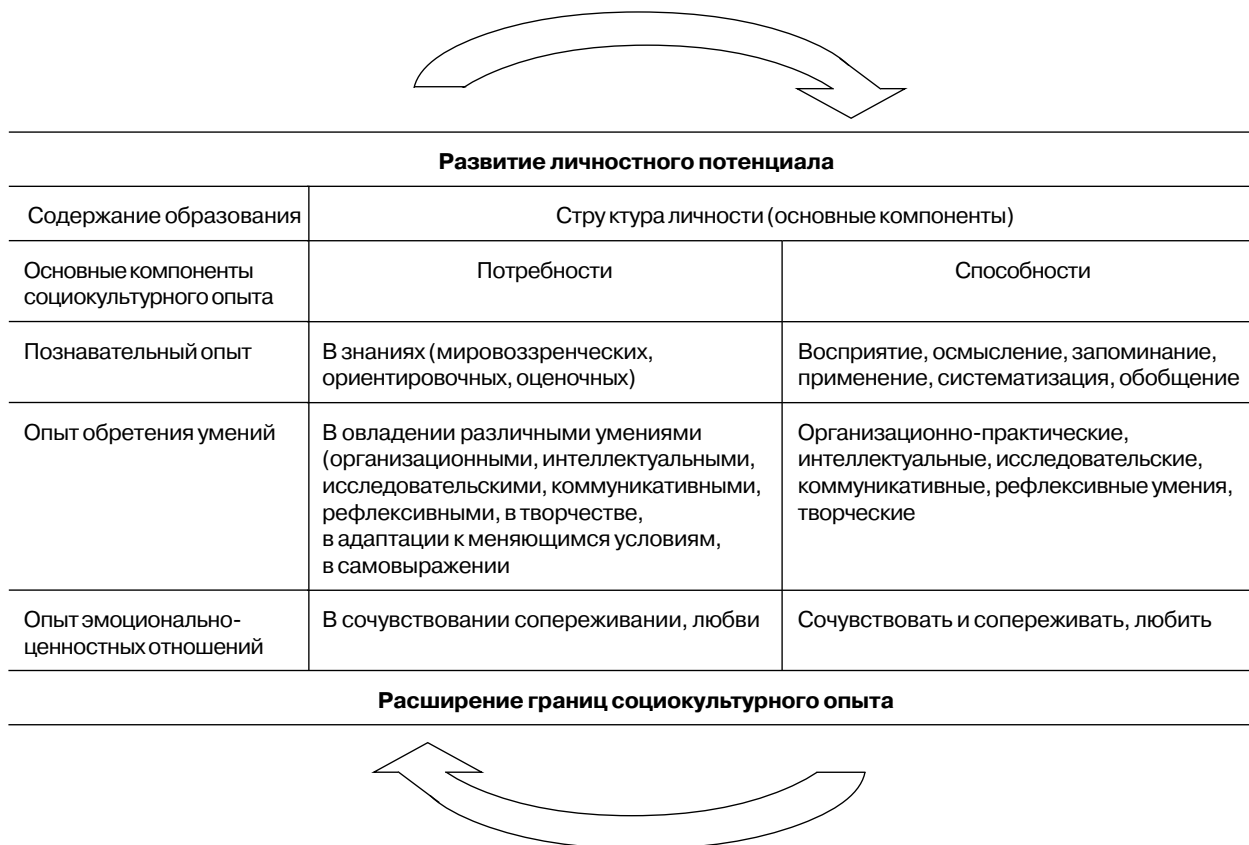 Развитие личностного потенциала
Содержание образования
Стру ктура личности (основные компоненты)
Основные компоненты
социокультурного опыта
Потребности
Способности
Познавательный опыт
В знаниях (мировоззренческих,
ориентировочных, оценочных)
Восприятие, осмысление, запоминание,
применение, систематизация, обобщение
Опыт обретения умений
В овладении различными умениями
(организационными, интеллектуальными,
исследовательскими, коммуникативными,
рефлексивными, в творчестве,
в адаптации к меняющимся условиям,
в самовыражении
Организационно-практические,
интеллектуальные, исследовательские,
коммуникативные, рефлексивные умения,
творческие
Опыт эмоционально-
ценностных отношений
В сочувствовании сопереживании, любви
Сочувствовать и сопереживать, любить
Расширение границ социокультурного опыта